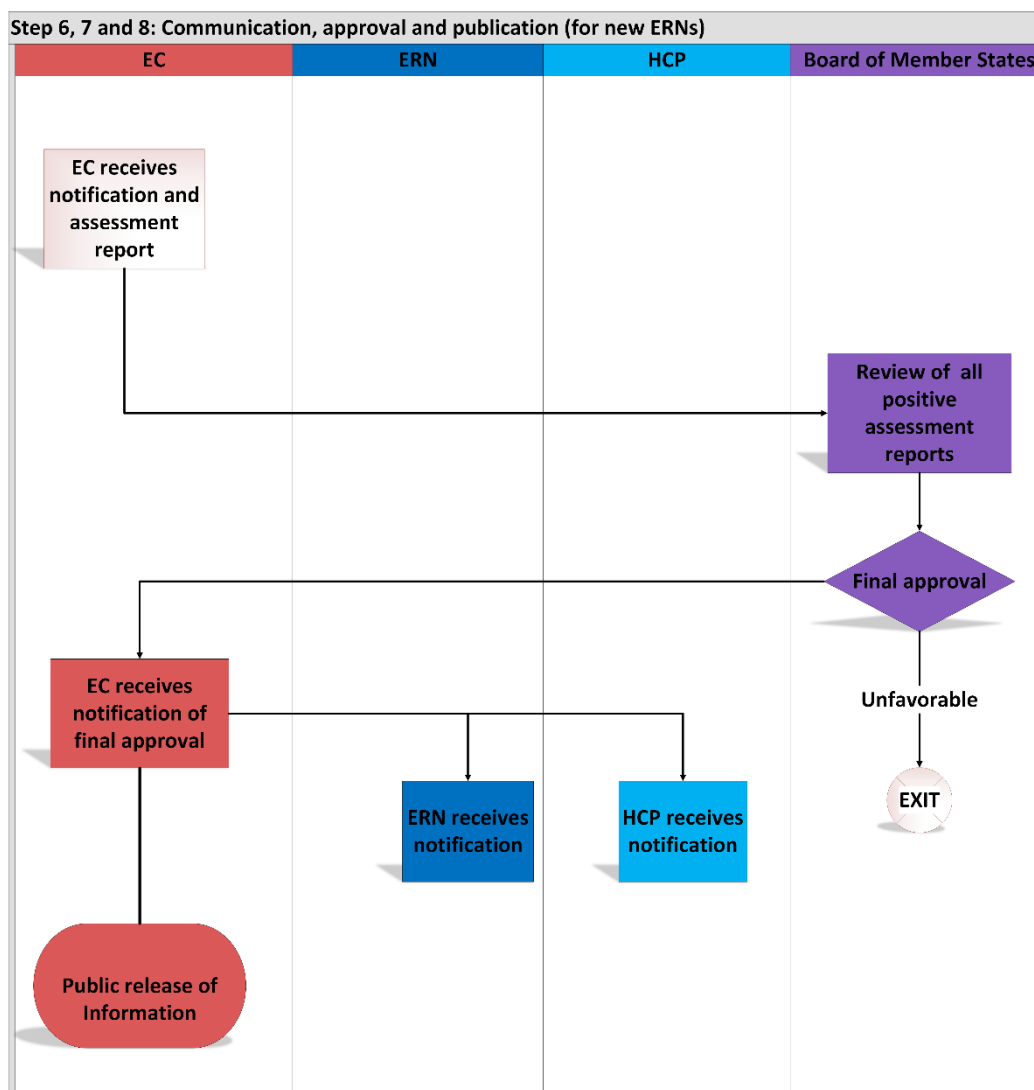 Step 6, 7 and 8: Communication, approval and publication (for new ERNs)
EC
ERN
HCP
Board of Member States
EC receives
notification and
assessment
report
Review of all
positive
assessment
reports
Final approval
EC receives
notification of
final approval
Unfavorable
EXIT
ERN receives
notification
HCP receives
notification
Public release of
Information